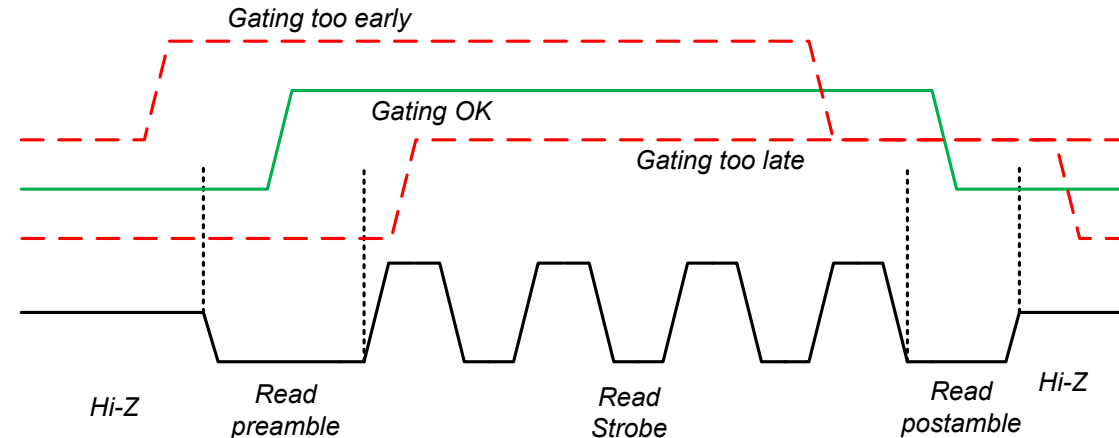 Gating too early
Gating OK
Gating too late
Hi-Z
Read
preamble
Read
Strobe
Read
postamble
Hi-Z